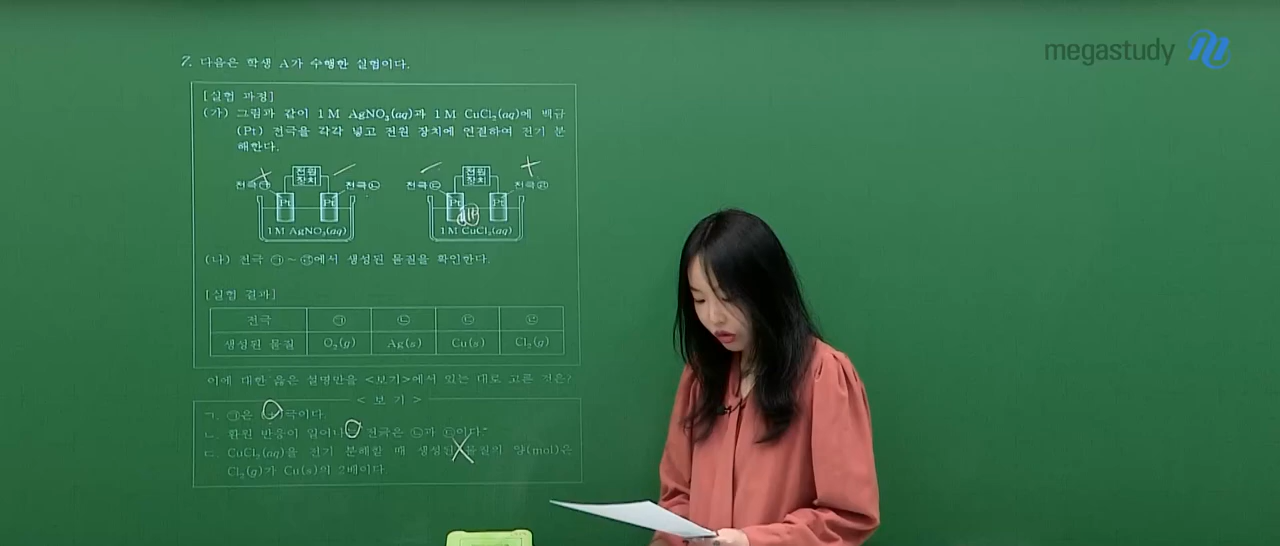 megastudy
7. 다음은 학생 A가 수행한 실험이다.
[실험 과정]
(가) 그림과 같이 1 M AgNO₃(aq)과 1 M CuCl₂(aq)에 백금
(Pt) 전극을 각각 넣고 전원 장치에 연결하여 전기 분
해한다.
+ − − +
전원 장치 전원 장치
전극㉠ 전극㉡ 전극㉢ 전극㉣
Pt Pt Pt Pt
1 M AgNO₃(aq) 1 M CuCl₂(aq)
(나) 전극 ㉠~㉣에서 생성된 물질을 확인한다.
[실험 결과]
전극 ㉠ ㉡ ㉢ ㉣
생성된 물질 O₂(g) Ag(s) Cu(s) Cl₂(g)
이에 대한 옳은 설명만을 <보기>에서 있는 대로 고른 것은?
< 보 기 >
ㄱ. ㉠은 (+)극이다.
ㄴ. 환원 반응이 일어나는 전극은 ㉡과 ㉢이다.
ㄷ. CuCl₂(aq)을 전기 분해할 때 생성된 물질의 양(mol)은
Cl₂(g)가 Cu(s)의 2배이다.